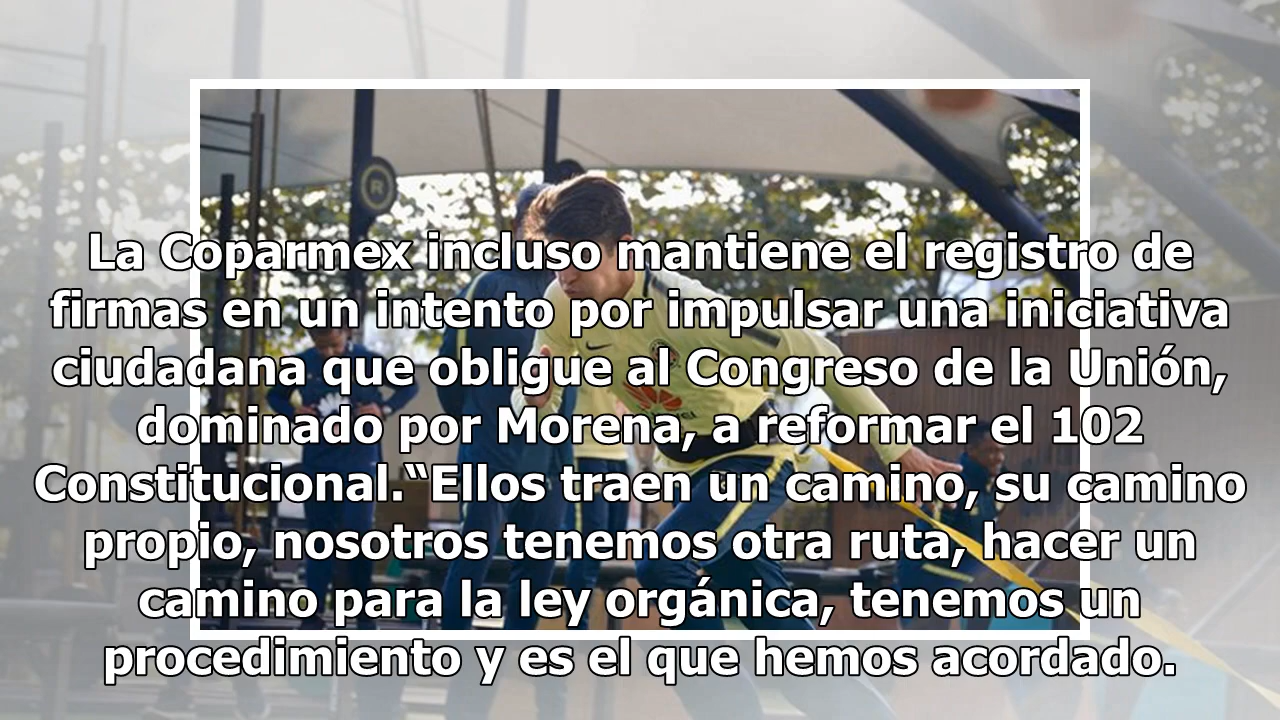 La Coparmex incluso mantiene el registro de
firmas en un intento por impulsar una iniciativa
ciudadana que obligue al Congreso de la Unión,
dominado por Morena, a reformar el 102
Constitucional.“Ellos traen un camino, su camino
propio, nosotros tenemos otra ruta, hacer un
camino para la ley orgánica, tenemos un
procedimiento y es el que hemos acordado.
R